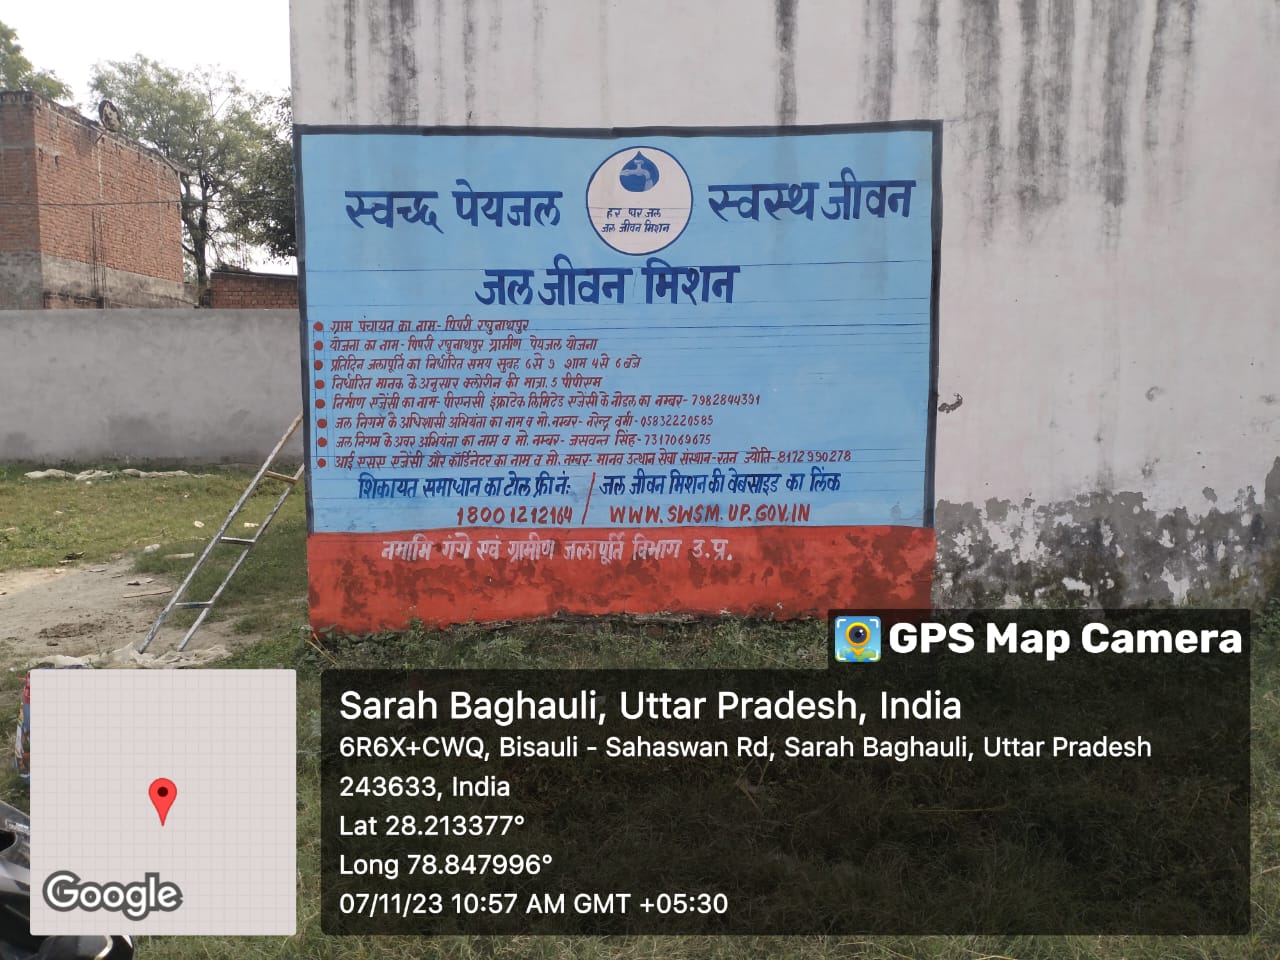 स्वच्छ पेयजल
हर घर जल
जल जीवन मिशन
स्वस्थ जीवन
जल जीवन मिशन
ग्राम पंचायत का नाम- पिपरी रघुनाथपुर
योजना का नाम- पिपरी रघुनाथपुर ग्रामीण पेयजल योजना
प्रतिदिन जलापूर्ति का निर्धारित समय सुबह 6 से 9 शाम 4 से 6 बजे
निर्धारित मानक के अनुसार क्लोरीन की मात्रा. 5 पीपीएम
निर्माण एजेंसी का नाम- पीएनसी इंफ्राटेक लिमिटेड एजेंसी के नोडल का नम्बर- 7982844391
जल निगम के अधिशासी अभियंता का नाम व मो. नम्बर- नरेन्द्र वर्मा- 05832220585
जल निगम के अवर अभियंता का नाम व मो. नम्बर- जसवन्त सिंह- 7317069675
आई एसए एजेंसी और कॉर्डिनेटर का नाम व मो. नम्बर- मानव उत्थान सेवा संस्थान-रतन ज्योति-8172990278
शिकायत समाधान का टोल फ्री नं: / जल जीवन मिशन की वेबसाइड का लिंक
18001212164 / WWW.SWSM.UP.GOV.IN
नमामि गंगे एवं ग्रामीण जलापूर्ति विभाग उ.प्र.
GPS Map Camera
Sarah Baghauli, Uttar Pradesh, India
6R6X+CWQ, Bisauli - Sahaswan Rd, Sarah Baghauli, Uttar Pradesh
243633, India
Lat 28.213377°
Long 78.847996°
07/11/23 10:57 AM GMT +05:30
Google